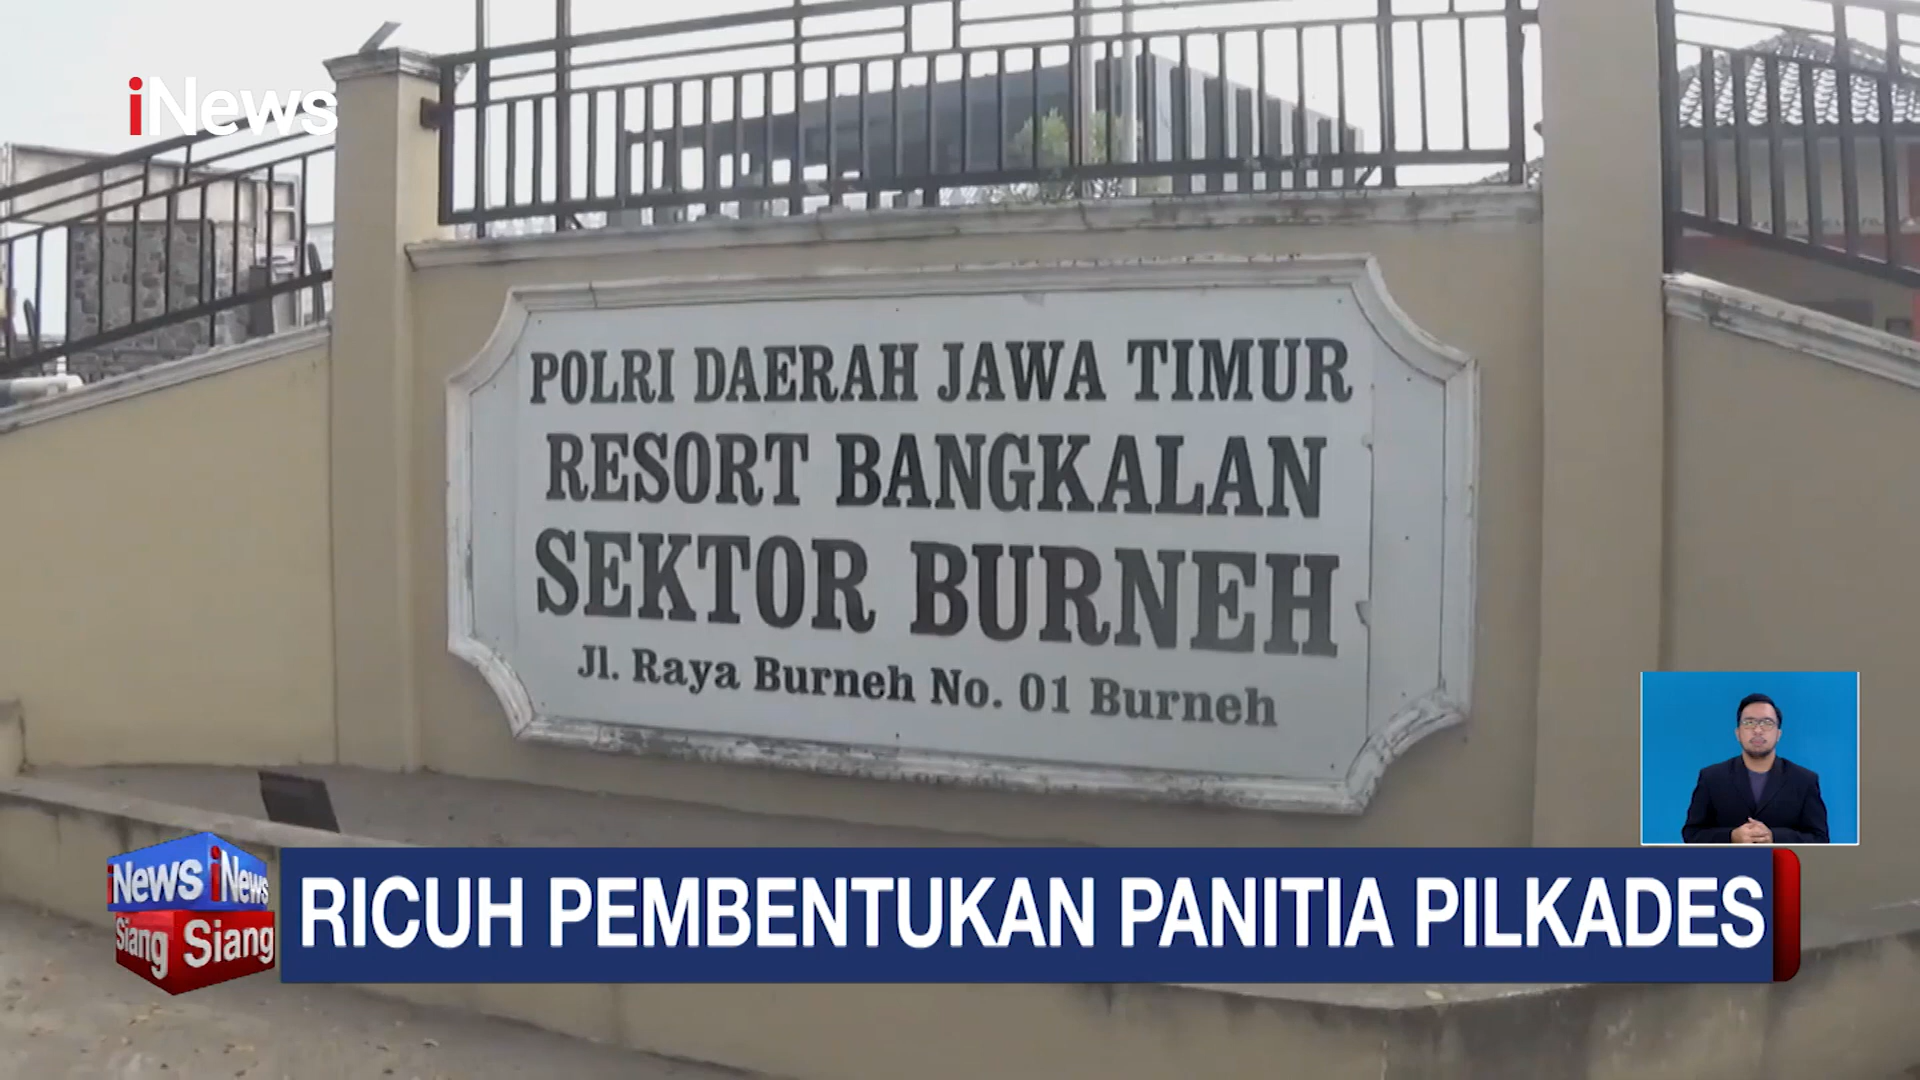 iNews
POLRI DAERAH JAWA TIMUR
RESORT BANGKALAN
SEKTOR BURNEH
Jl. Raya Burneh No. 01 Burneh
iNews iNews
Siang Siang
RICUH PEMBENTUKAN PANITIA PILKADES